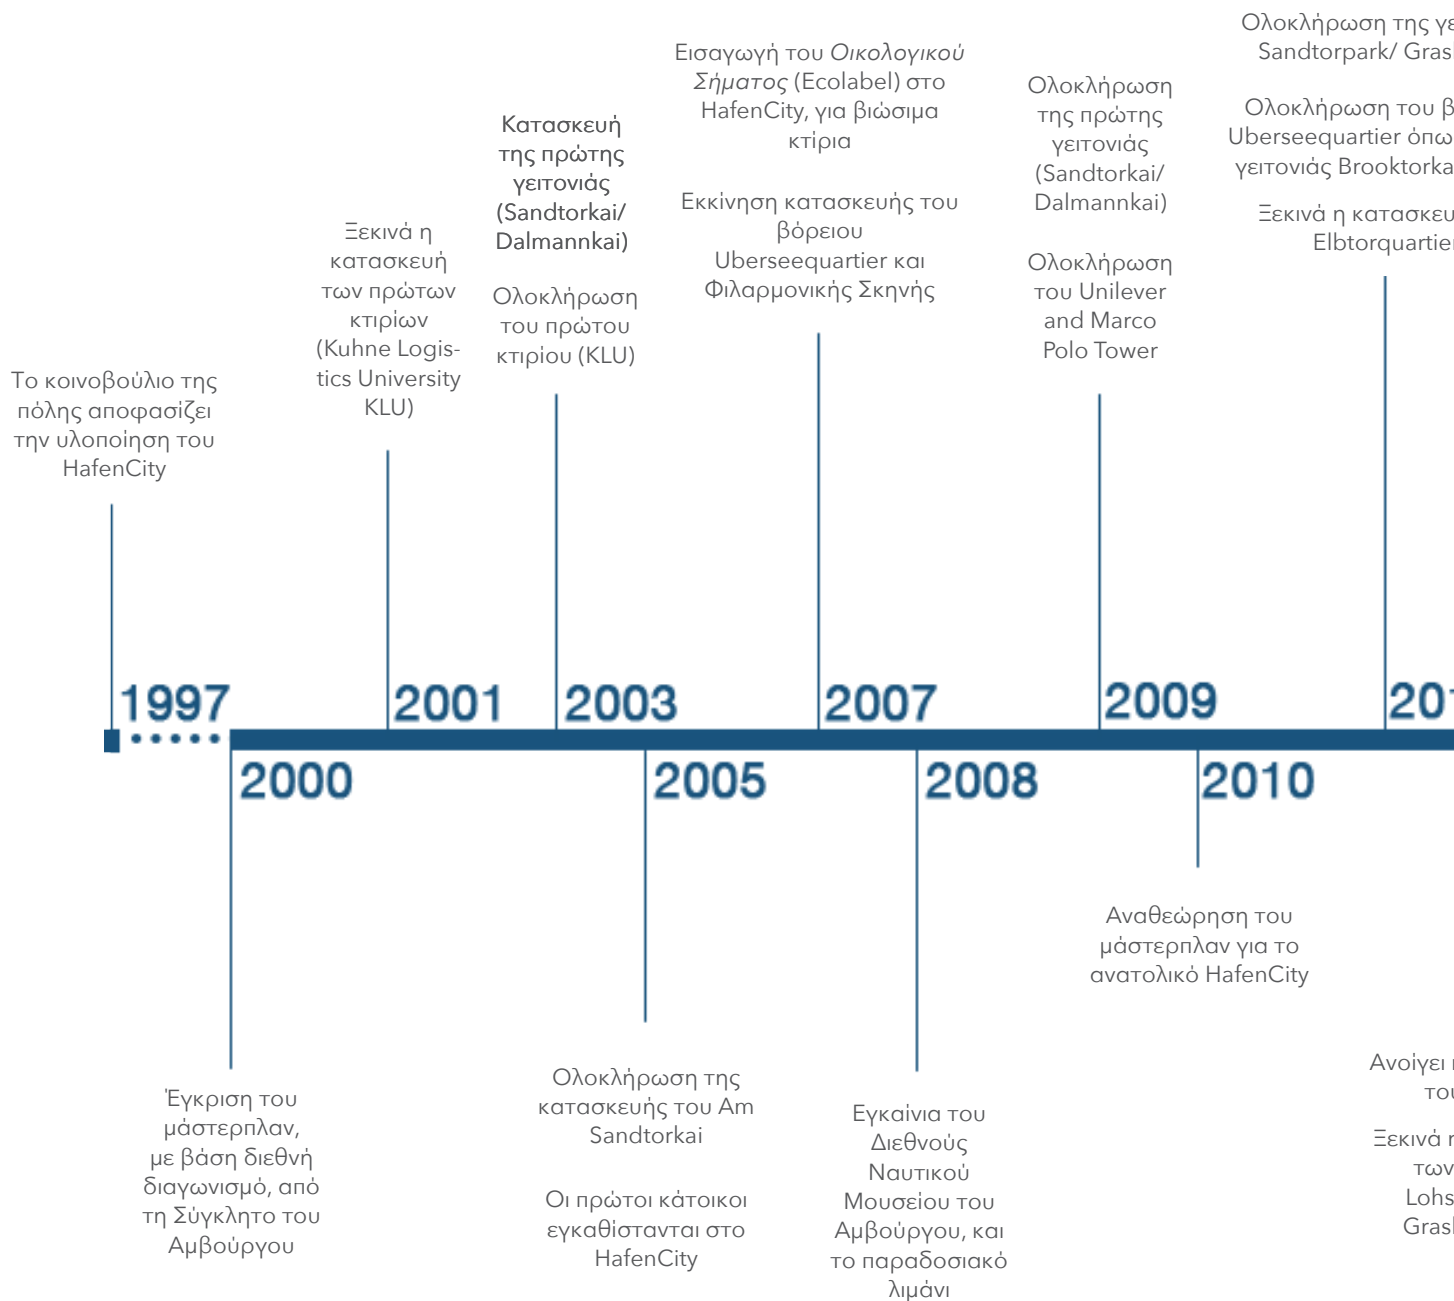 Το κοινοβούλιο της
πόλης αποφασίζει
την υλοποίηση του
HafenCity
1997
Έγκριση του
μάστερπλαν,
με βάση διεθνή
διαγωνισμό, από
τη Σύγκλητο του
Αμβούργου
2000
Ξεκινά η
κατασκευή
των πρώτων
κτιρίων
(Kuhne Logis-
tics University
KLU)
2001
Κατασκευή
της πρώτης
γειτονιάς
(Sandtorkai/
Dalmannkai)
Ολοκλήρωση
του πρώτου
κτιρίου (KLU)
2003
2005
Ολοκλήρωση της
κατασκευής του Am
Sandtorkai
Οι πρώτοι κάτοικοι
εγκαθίστανται στο
HafenCity
Εισαγωγή του Οικολογικού
Σήματος (Ecolabel) στο
HafenCity, για βιώσιμα
κτίρια
Εκκίνηση κατασκευής του
βόρειου
Uberseequartier και
Φιλαρμονικής Σκηνής
2007
2008
Εγκαίνια του
Διεθνούς
Ναυτικού
Μουσείου του
Αμβούργου, και
το παραδοσιακό
λιμάνι
Ολοκλήρωση
της πρώτης
γειτονιάς
(Sandtorkai/
Dalmannkai)
Ολοκλήρωση
του Unilever
and Marco
Polo Tower
2009
2010
Αναθεώρηση του
μάστερπλαν για το
ανατολικό HafenCity
Ολοκλήρωση της
Sandtorpark/
Ολοκλήρωση του
Uberseequartier
γειτονιάς
Ξεκινά η
Ανοίγει
Ξεκινά
των